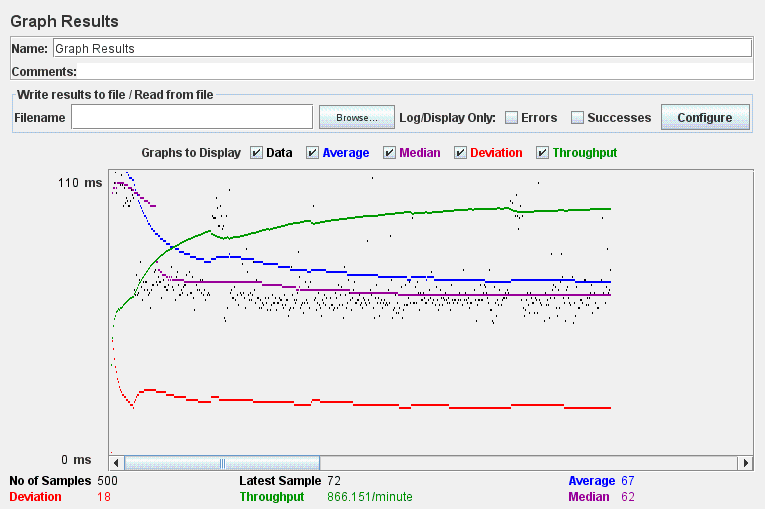 Graph Results
Name: Graph Results
Comments:
Write results to file / Read from file
Filename Browse... Log/Display Only: Errors Successes Configure
Graphs to Display Data Average Median Deviation Throughput
110 ms
0 ms
No of Samples 500 Latest Sample 72 Average 67
Deviation 18 Throughput 866.151/minute Median 62